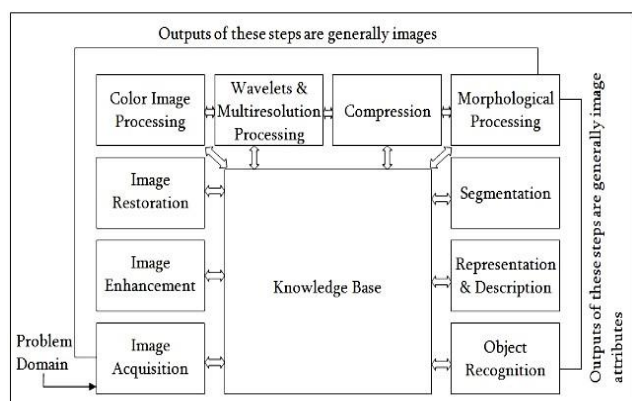 Outputs of these steps are generally images
Color Image
Processing
Wavelets &
Multiresolution
Processing
Compression
Morphological
Processing
Image
Restoration
Segmentation
Image
Enhancement
Knowledge Base
Representation
& Description
Problem
Domain
Image
Acquisition
Object
Recognition
Outputs of these steps are generally image
attributes